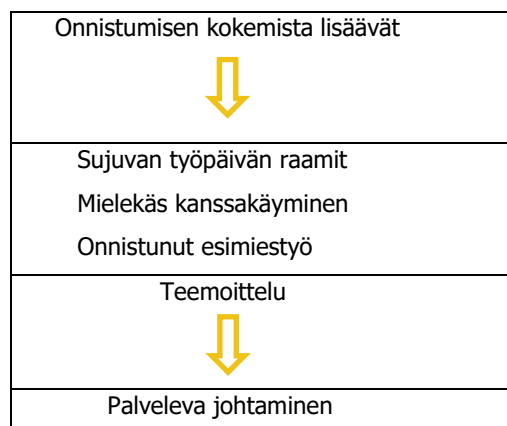 Onnistumisen kokemista lisäävät
Sujuvan työpäivän raamit
Mielekäs kanssakäyminen
Onnistunut esimiestyö
Teemoittelu
Palveleva johtaminen